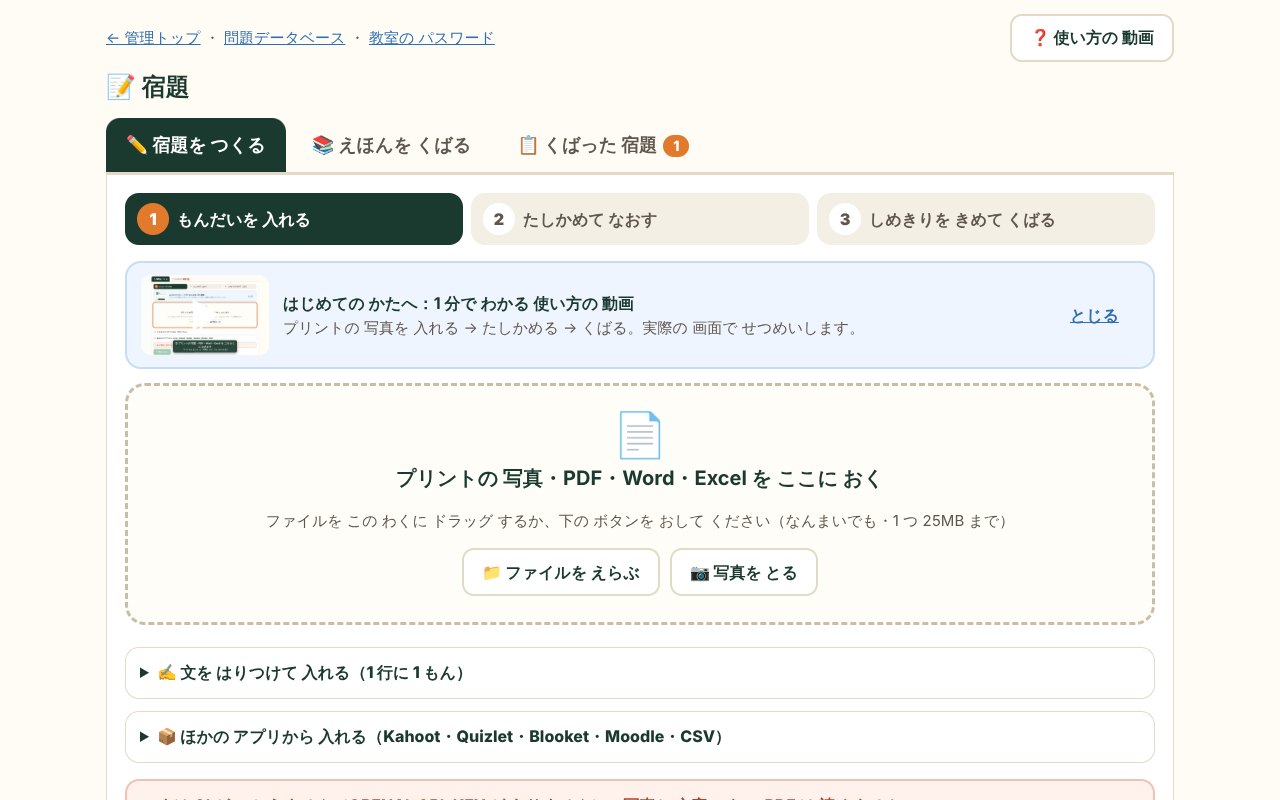 ← 管理トップ ・ 問題データベース ・ 教室の パスワード
❓ 使い方の 動画
📝 宿題
✏️ 宿題を つくる
📚 えほんを くばる
📋 くばった 宿題 1
1 もんだいを 入れる
2 たしかめて なおす
3 しめきりを きめて くばる
はじめての かたへ：1 分で わかる 使い方の 動画
プリントの 写真を 入れる → たしかめる → くばる。実際の 画面で せつめいします。
とじる
プリントの 写真・PDF・Word・Excel を ここに おく
ファイルを この わくに ドラッグ するか、下の ボタンを おして ください（なんまいでも・1 つ 25MB まで）
📁 ファイルを えらぶ
📷 写真を とる
▶ ✍️ 文を はりつけて 入れる（1 行に 1 もん）
▶ 📦 ほかの アプリから 入れる（Kahoot・Quizlet・Blooket・Moodle・CSV）